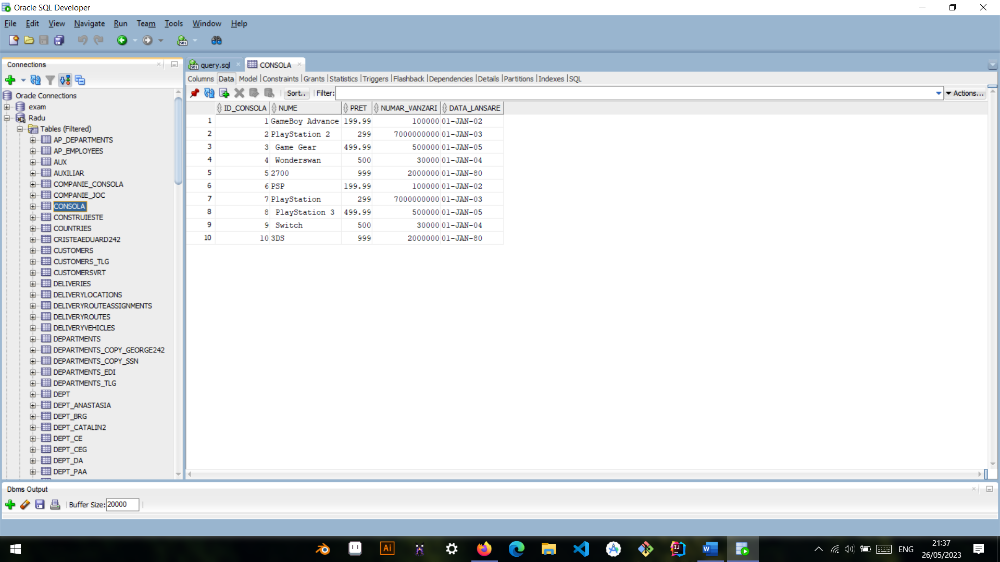 Oracle SQL Developer
File Edit View Navigate Run Team Tools Window Help
Connections
Oracle Connections
exam
Radu
Tables (Filtered)
AP_DEPARTMENTS
AP_EMPLOYEES
AUX
AUXILIAR
COMPANIE_CONSOLA
COMPANIE_JOC
CONSOLA
CONSTRUIESTE
COUNTRIES
CRISTEAEDUARD242
CUSTOMERS
CUSTOMERS_TLG
CUSTOMERSVRT
DELIVERIES
DELIVERYLOCATIONS
DELIVERYROUTEASSIGNMENTS
DELIVERYROUTES
DELIVERYVEHICLES
DEPARTMENTS
DEPARTMENTS_COPY_GEORGE242
DEPARTMENTS_COPY_SSN
DEPARTMENTS_EDI
DEPARTMENTS_TLG
DEPT
DEPT_ANASTASIA
DEPT_BRG
DEPT_CATALIN2
DEPT_CE
DEPT_CEG
DEPT_DA
DEPT_PAA
query.sql CONSOLA
Columns Data Model Constraints Grants Statistics Triggers Flashback Dependencies Details Partitions Indexes SQL
Sort.. Filter: Actions...
ID_CONSOLA NUME PRET NUMAR_VANZARI DATA_LANSARE
1 1 GameBoy Advance 199.99 100000 01-JAN-02
2 2 PlayStation 2 299 7000000000 01-JAN-03
3 3 Game Gear 499.99 500000 01-JAN-05
4 4 Wonderswan 500 30000 01-JAN-04
5 5 2700 999 2000000 01-JAN-80
6 6 PSP 199.99 100000 01-JAN-02
7 7 PlayStation 299 7000000000 01-JAN-03
8 8 PlayStation 3 499.99 500000 01-JAN-05
9 9 Switch 500 30000 01-JAN-04
10 10 3DS 999 2000000 01-JAN-80
Dbms Output
Buffer Size: 20000
Ai
IJ
W
ENG
21:37
26/05/2023